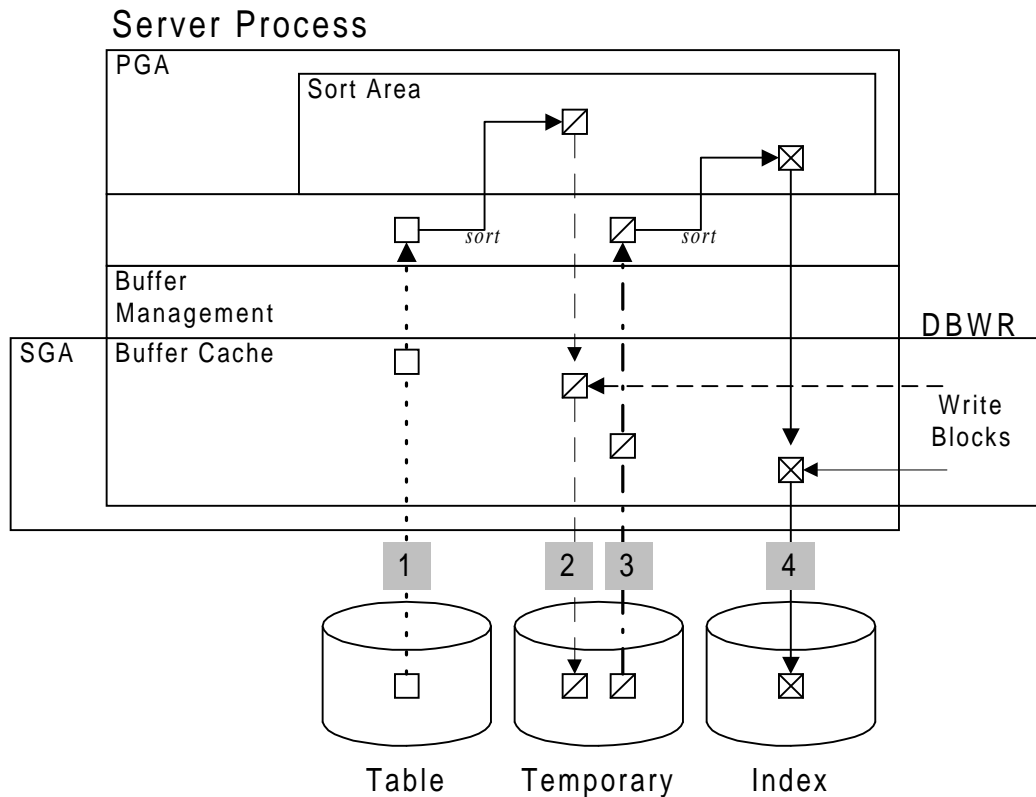 Server Process
PGA
Sort Area
sort
sort
Buffer
Management
DBWR
SGA
Buffer Cache
Write
Blocks
1
2
3
4
Table
Temporary
Index